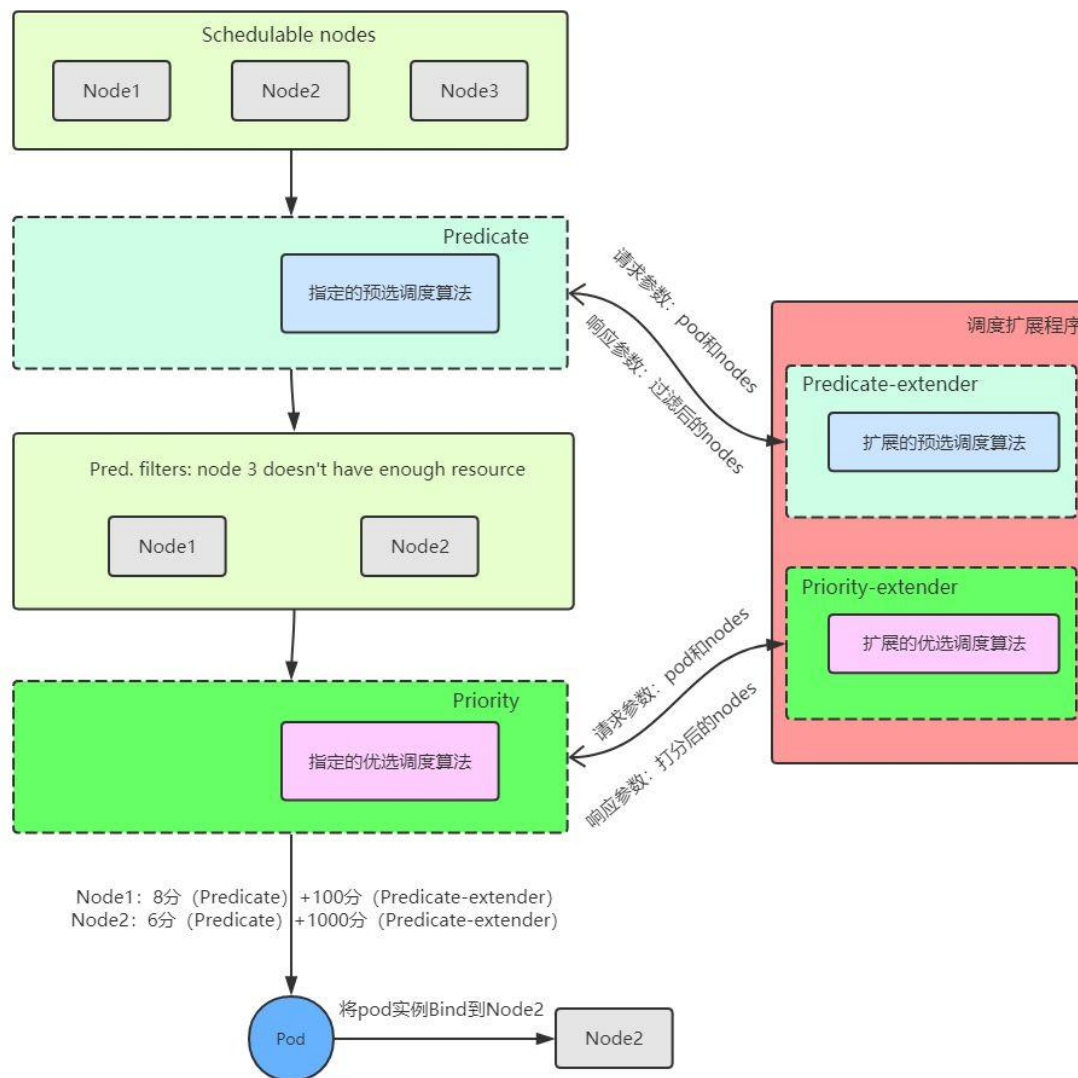 Schedulable nodes
Node1
Node2
Node3
Predicate
指定的预选调度算法
请求参数：pod和nodes
响应参数：过滤后的nodes
调度扩展程序
Predicate-extender
扩展的预选调度算法
Pred. filters: node 3 doesn't have enough resource
Node1
Node2
Priority-extender
扩展的优选调度算法
请求参数：pod和nodes
响应参数：打分后的nodes
Priority
指定的优选调度算法
Node1：8分（Predicate）+100分（Predicate-extender）
Node2：6分（Predicate）+1000分（Predicate-extender）
将pod实例Bind到Node2
Pod
Node2